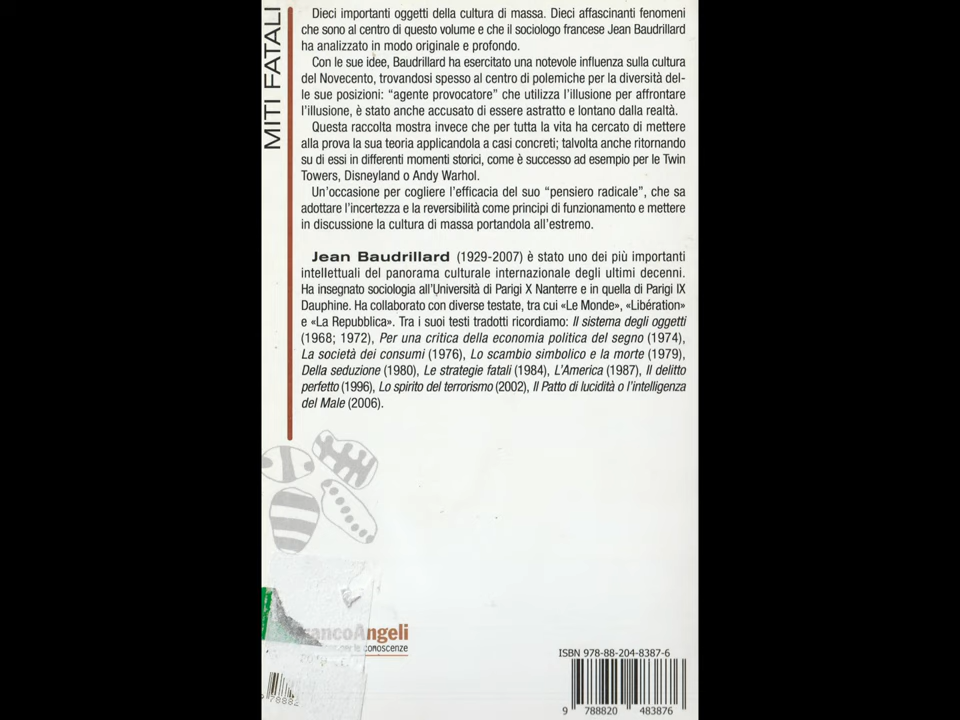 MITI FATALI
Dieci importanti oggetti della cultura di massa. Dieci affascinanti fenomeni
che sono al centro di questo volume e che il sociologo francese Jean Baudrillard
ha analizzato in modo originale e profondo.
Con le sue idee, Baudrillard ha esercitato una notevole influenza sulla cultura
del Novecento, trovandosi spesso al centro di polemiche per la diversità del-
le sue posizioni: “agente provocatore” che utilizza l’illusione per affrontare
l’illusione, è stato anche accusato di essere astratto e lontano dalla realtà.
Questa raccolta mostra invece che per tutta la vita ha cercato di mettere
alla prova la sua teoria applicandola a casi concreti; talvolta anche ritornando
su di essi in differenti momenti storici, come è successo ad esempio per le Twin
Towers, Disneyland o Andy Warhol.
Un’occasione per cogliere l’efficacia del suo “pensiero radicale”, che sa
adottare l’incertezza e la reversibilità come principi di funzionamento e mettere
in discussione la cultura di massa portandola all’estremo.
Jean Baudrillard (1929-2007) è stato uno dei più importanti
intellettuali del panorama culturale internazionale degli ultimi decenni.
Ha insegnato sociologia all’Università di Parigi X Nanterre e in quella di Parigi IX
Dauphine. Ha collaborato con diverse testate, tra cui «Le Monde», «Libération»
e «La Repubblica». Tra i suoi testi tradotti ricordiamo: Il sistema degli oggetti
(1968; 1972), Per una critica della economia politica del segno (1974),
La società dei consumi (1976), Lo scambio simbolico e la morte (1979),
Della seduzione (1980), Le strategie fatali (1984), L’America (1987), Il delitto
perfetto (1996), Lo spirito del terrorismo (2002), Il Patto di lucidità o l’intelligenza
del Male (2006).
ancoAngeli
per le conoscenze
78882
ISBN 978-88-204-8387-6
9 788820 483876